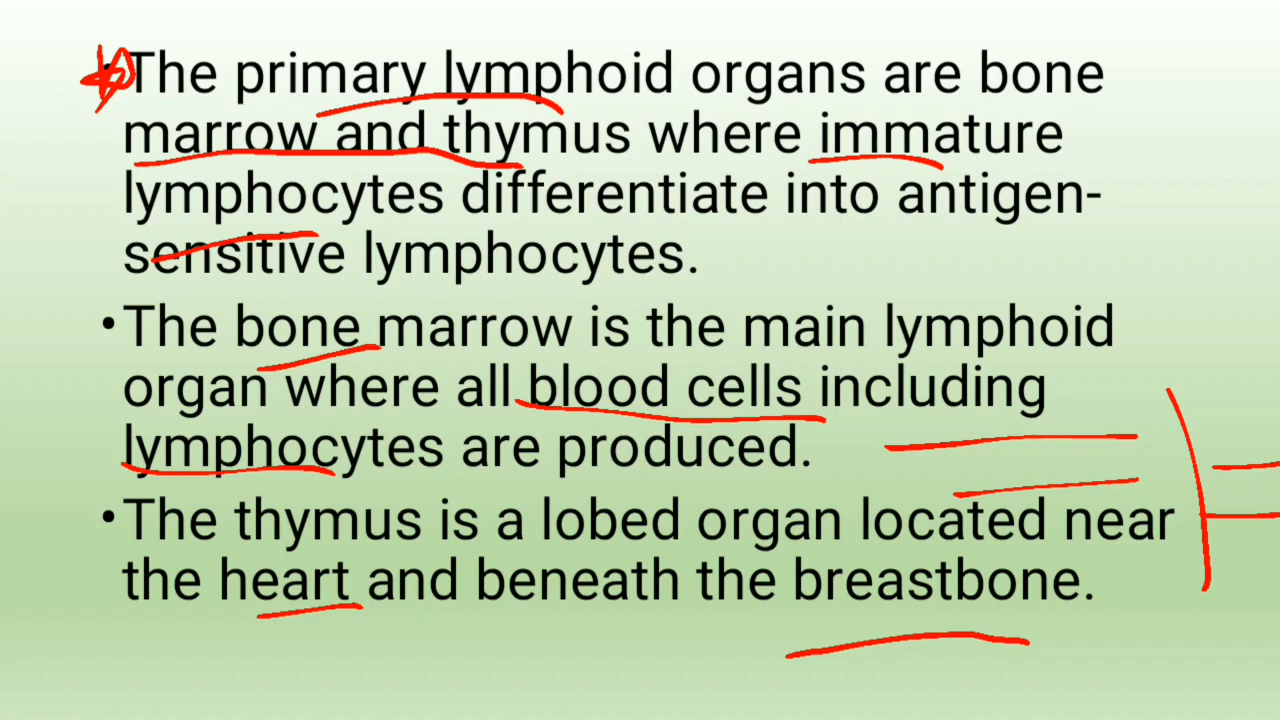 The primary lymphoid organs are bone
marrow and thymus where immature
lymphocytes differentiate into antigen-
sensitive lymphocytes.
•The bone marrow is the main lymphoid
organ where all blood cells including
lymphocytes are produced.
•The thymus is a lobed organ located near
the heart and beneath the breastbone.